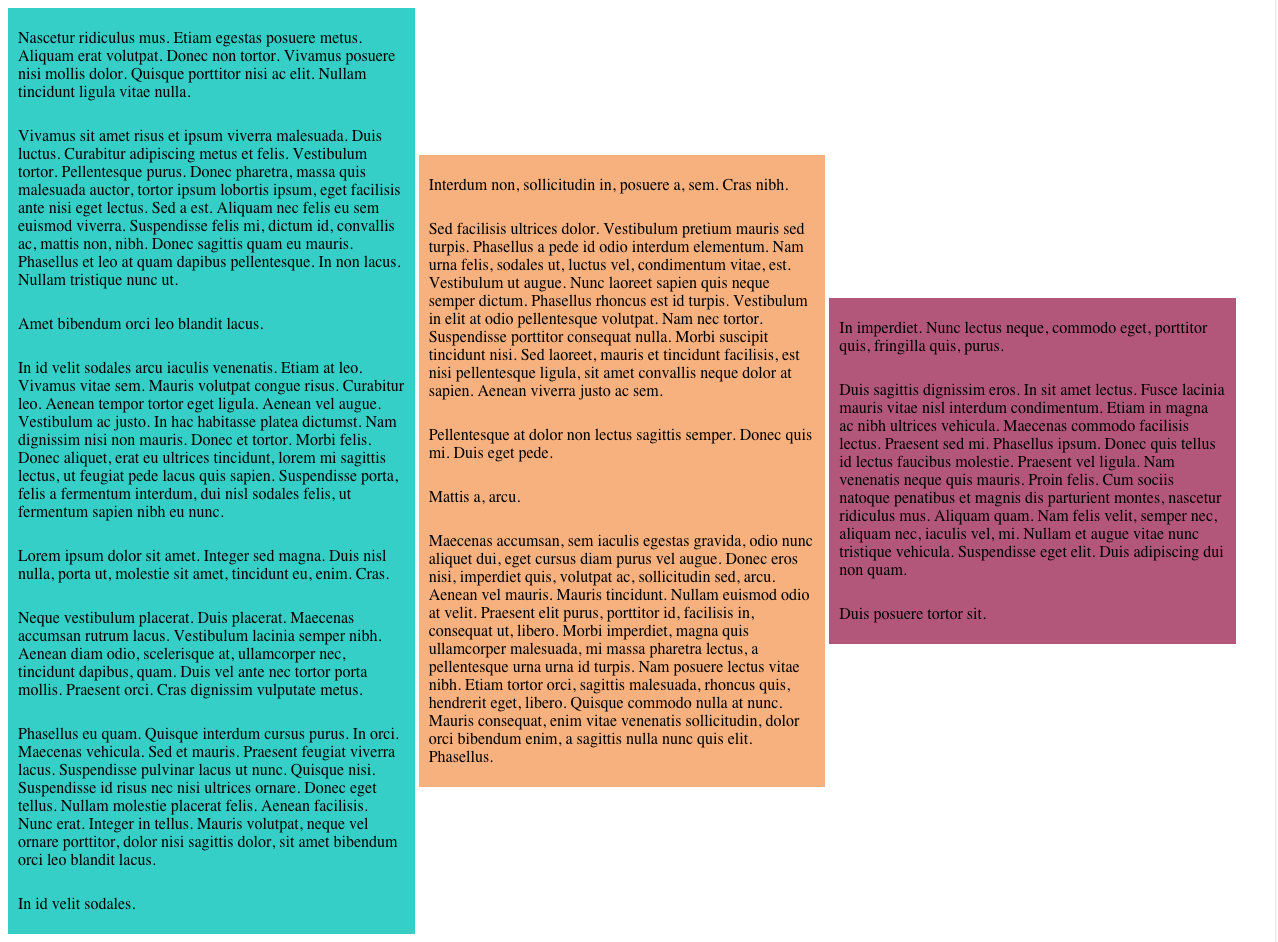 Nascetur ridiculus mus. Etiam egestas posuere metus.
Aliquam erat volutpat. Donec non tortor. Vivamus posuere
nisi mollis dolor. Quisque porttitor nisi ac elit. Nullam
tincidunt ligula vitae nulla.
Vivamus sit amet risus et ipsum viverra malesuada. Duis
luctus. Curabitur adipiscing metus et felis. Vestibulum
tortor. Pellentesque purus. Donec pharetra, massa quis
malesuada auctor, tortor ipsum lobortis ipsum, eget facilisis
ante nisi eget lectus. Sed a est. Aliquam nec felis eu sem
euismod viverra. Suspendisse felis mi, dictum id, convallis
ac, mattis non, nibh. Donec sagittis quam eu mauris.
Phasellus et leo at quam dapibus pellentesque. In non lacus.
Nullam tristique nunc ut.
Amet bibendum orci leo blandit lacus.
In id velit sodales arcu iaculis venenatis. Etiam at leo.
Vivamus vitae sem. Mauris volutpat congue risus. Curabitur
leo. Aenean tempor tortor eget ligula. Aenean vel augue.
Vestibulum ac justo. In hac habitasse platea dictumst. Nam
dignissim nisi non mauris. Donec et tortor. Morbi felis.
Donec aliquet, erat eu ultrices tincidunt, lorem mi sagittis
lectus, ut feugiat pede lacus quis sapien. Suspendisse porta,
felis a fermentum interdum, dui nisl sodales felis, ut
fermentum sapien nibh eu nunc.
Lorem ipsum dolor sit amet. Integer sed magna. Duis nisl
nulla, porta ut, molestie sit amet, tincidunt eu, enim. Cras.
Neque vestibulum placerat. Duis placerat. Maecenas
accumsan rutrum lacus. Vestibulum lacinia semper nibh.
Aenean diam odio, scelerisque at, ullamcorper nec,
tincidunt dapibus, quam. Duis vel ante nec tortor porta
mollis. Praesent orci. Cras dignissim vulputate metus.
Phasellus eu quam. Quisque interdum cursus purus. In orci.
Maecenas vehicula. Sed et mauris. Praesent feugiat viverra
lacus. Suspendisse pulvinar lacus ut nunc. Quisque nisi.
Suspendisse id risus nec nisi ultrices ornare. Donec eget
tellus. Nullam molestie placerat felis. Aenean facilisis.
Nunc erat. Integer in tellus. Mauris volutpat, neque vel
ornare porttitor, dolor nisi sagittis dolor, sit amet bibendum
orci leo blandit lacus.
In id velit sodales.
Interdum non, sollicitudin in, posuere a, sem. Cras nibh.
Sed facilisis ultrices dolor. Vestibulum pretium mauris sed
turpis. Phasellus a pede id odio interdum elementum. Nam
urna felis, sodales ut, luctus vel, condimentum vitae, est.
Vestibulum ut augue. Nunc laoreet sapien quis neque
semper dictum. Phasellus rhoncus est id turpis. Vestibulum
in elit at odio pellentesque volutpat. Nam nec tortor.
Suspendisse porttitor consequat nulla. Morbi suscipit
tincidunt nisi. Sed laoreet, mauris et tincidunt facilisis, est
nisi pellentesque ligula, sit amet convallis neque dolor at
sapien. Aenean viverra justo ac sem.
Pellentesque at dolor non lectus sagittis semper. Donec quis
mi. Duis eget pede.
Mattis a, arcu.
Maecenas accumsan, sem iaculis egestas gravida, odio nunc
aliquet dui, eget cursus diam purus vel augue. Donec eros
nisi, imperdiet quis, volutpat ac, sollicitudin sed, arcu.
Aenean vel mauris. Mauris tincidunt. Nullam euismod odio
at velit. Praesent elit purus, porttitor id, facilisis in,
consequat ut, libero. Morbi imperdiet, magna quis
ullamcorper malesuada, mi massa pharetra lectus, a
pellentesque urna urna id turpis. Nam posuere lectus vitae
nibh. Etiam tortor orci, sagittis malesuada, rhoncus quis,
hendrerit eget, libero. Quisque commodo nulla at nunc.
Mauris consequat, enim vitae venenatis sollicitudin, dolor
orci bibendum enim, a sagittis nulla nunc quis elit.
Phasellus.
In imperdiet. Nunc lectus neque, commodo eget, porttitor
quis, fringilla quis, purus.
Duis sagittis dignissim eros. In sit amet lectus. Fusce lacinia
mauris vitae nisl interdum condimentum. Etiam in magna
ac nibh ultrices vehicula. Maecenas commodo facilisis
lectus. Praesent sed mi. Phasellus ipsum. Donec quis tellus
id lectus faucibus molestie. Praesent vel ligula. Nam
venenatis neque quis mauris. Proin felis. Cum sociis
natoque penatibus et magnis dis parturient montes, nascetur
ridiculus mus. Aliquam quam. Nam felis velit, semper nec,
aliquam nec, iaculis vel, mi. Nullam et augue vitae nunc
tristique vehicula. Suspendisse eget elit. Duis adipiscing dui
non quam.
Duis posuere tortor sit.